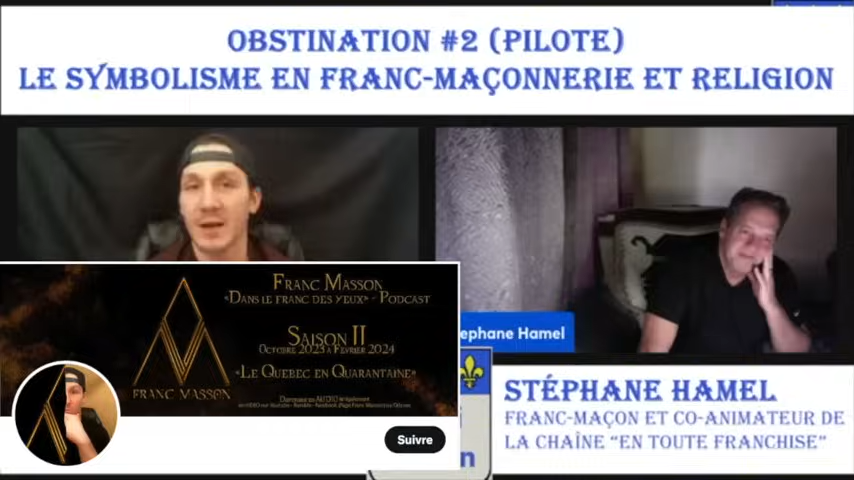 OBSTINATION #2 (PILOTE)
LE SYMBOLISME EN FRANC-MAÇONNERIE ET RELIGION
ephane Hamel
FRANC MASSON
«DANS LE FRANC DES YEUX» - PODCAST
SAISON II
OCTOBRE 2023 À FÉVRIER 2024
«LE QUÉBEC EN QUARANTAINE»
FRANC MASSON
Suivre
n
STÉPHANE HAMEL
FRANC-MAÇON ET CO-ANIMATEUR DE
LA CHAÎNE "EN TOUTE FRANCHISE"